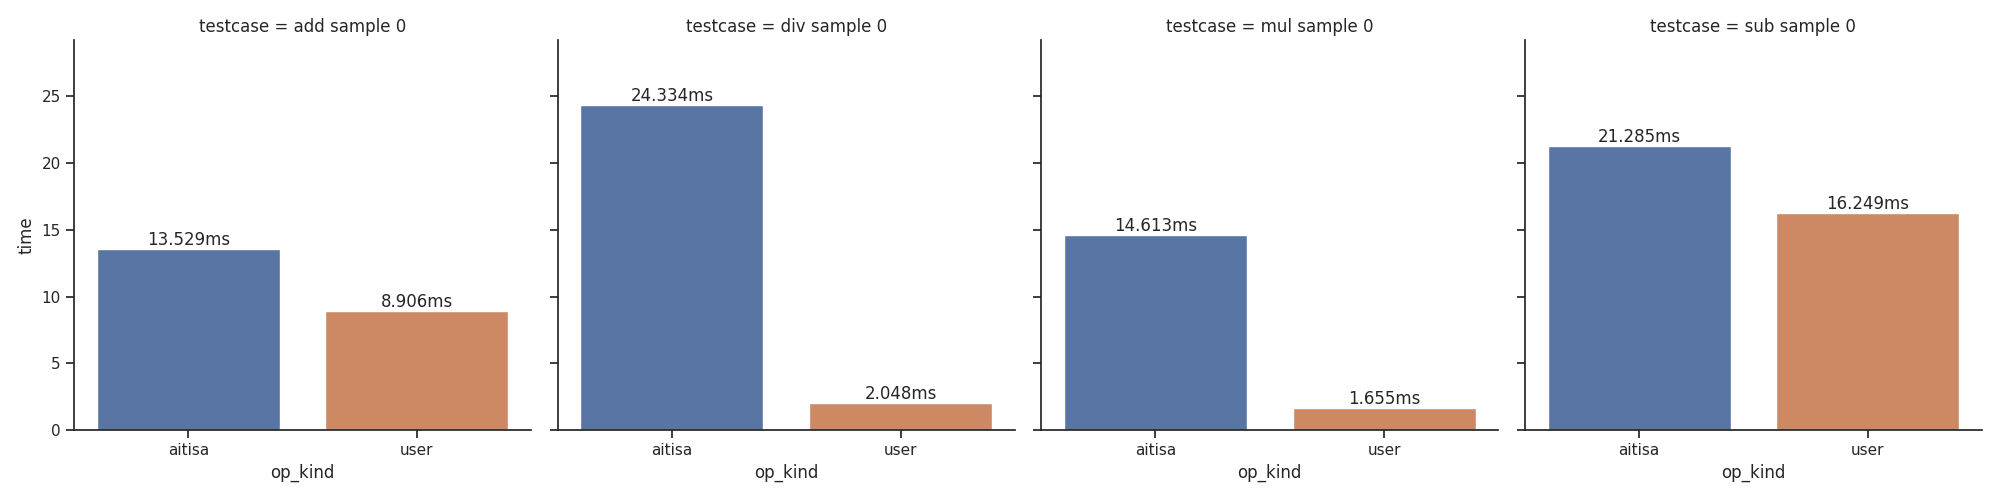 testcase = add sample 0
testcase = div sample 0
testcase = mul sample 0
testcase = sub sample 0
time
25
20
15
10
5
0
13.529ms
8.906ms
24.334ms
2.048ms
14.613ms
1.655ms
21.285ms
16.249ms
aitisa
user
aitisa
user
aitisa
user
aitisa
user
op_kind
op_kind
op_kind
op_kind